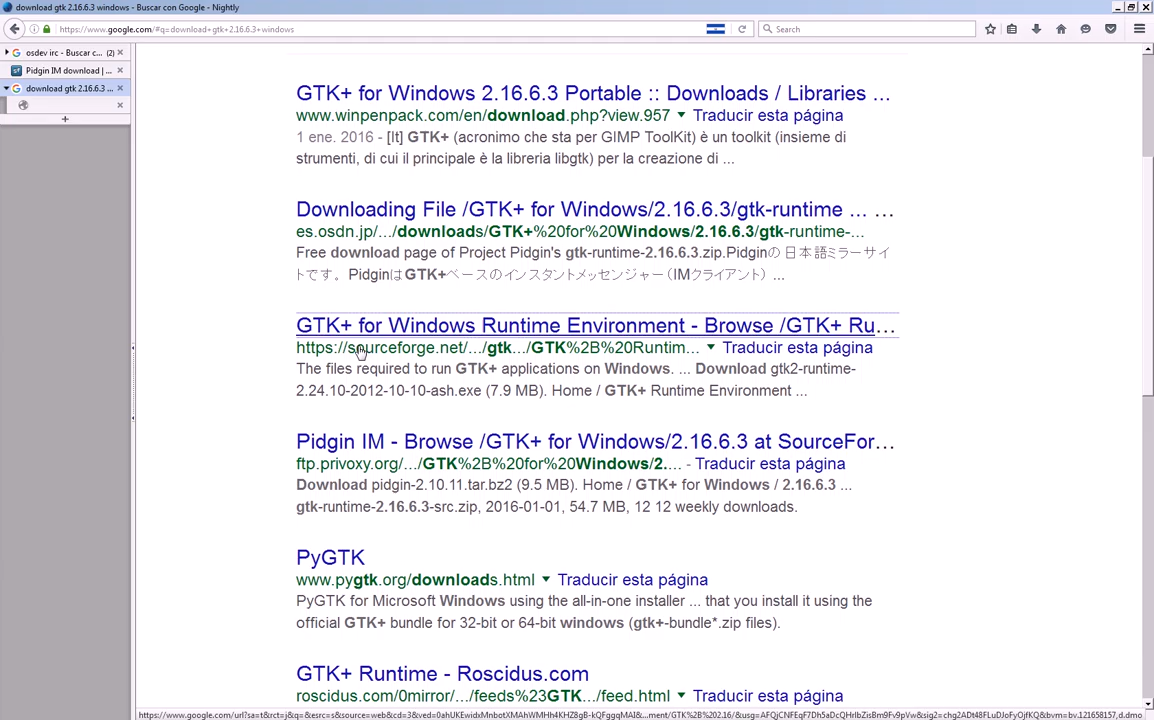 download gtk 2.16.6.3 windows - Buscar con Google - Nightly
https://www.google.com/#q=download+gtk+2.16.6.3+windows
Search
osdev irc - Buscar c... (2)
Pidgin IM download | ...
download gtk 2.16.6.3 ...
GTK+ for Windows 2.16.6.3 Portable :: Downloads / Libraries ...
www.winpenpack.com/en/download.php?view.957 ▼ Traducir esta página
1 ene. 2016 - [It] GTK+ (acronimo che sta per GIMP ToolKit) è un toolkit (insieme di
strumenti, di cui il principale è la libreria libgtk) per la creazione di ...
Downloading File /GTK+ for Windows/2.16.6.3/gtk-runtime ... ...
es.osdn.jp/.../downloads/GTK+%20for%20Windows/2.16.6.3/gtk-runtime-...
Free download page of Project Pidgin's gtk-runtime-2.16.6.3.zip.Pidginの日本語ミラーサイ
トです。PidginはGTK+ベースのインスタントメッセンジャー(IMクライアント) ...
GTK+ for Windows Runtime Environment - Browse /GTK+ Ru...
https://sourceforge.net/.../gtk.../GTK%2B%20Runtim... ▼ Traducir esta página
The files required to run GTK+ applications on Windows. ... Download gtk2-runtime-
2.24.10-2012-10-10-ash.exe (7.9 MB). Home / GTK+ Runtime Environment ...
Pidgin IM - Browse /GTK+ for Windows/2.16.6.3 at SourceFor...
ftp.privoxy.org/.../GTK%2B%20for%20Windows/2.... - Traducir esta página
Download pidgin-2.10.11.tar.bz2 (9.5 MB). Home / GTK+ for Windows / 2.16.6.3 ...
gtk-runtime-2.16.6.3-src.zip, 2016-01-01, 54.7 MB, 12 12 weekly downloads.
PyGTK
www.pygtk.org/downloads.html ▼ Traducir esta página
PyGTK for Microsoft Windows using the all-in-one installer ... that you install it using the
official GTK+ bundle for 32-bit or 64-bit windows (gtk+-bundle*.zip files).
GTK+ Runtime - Roscidus.com
roscidus.com/0mirror/.../feeds%23GTK.../feed.html ▼ Traducir esta página